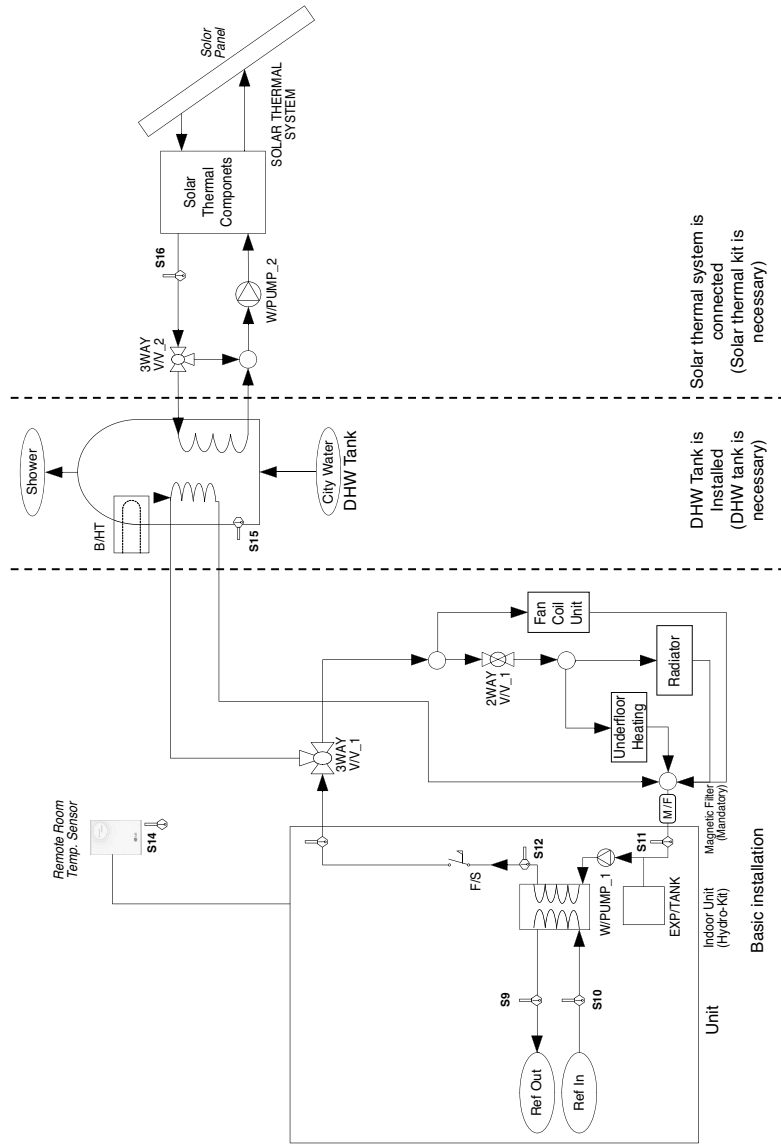 Remote Room
Temp. Sensor
S14
Shower
B/HT
S15
City Water
DHW Tank
3WAY
V/V_2
S16
W/PUMP_2
Solar
Thermal
Componets
SOLAR THERMAL
SYSTEM
Solor
Panel
3WAY
V/V_1
2WAY
V/V_1
Fan
Coil
Unit
Radiator
Underfloor
Heating
M/F
Magnetic Filter
(Mandatory)
F/S
S12
S11
W/PUMP_1
EXP/TANK
S9
S10
Ref Out
Ref In
Indoor Unit
(Hydro-Kit)
Unit
Basic installation
DHW Tank is
Installed
(DHW tank is
necessary)
Solar thermal system is
connected
(Solar thermal kit is
necessary)